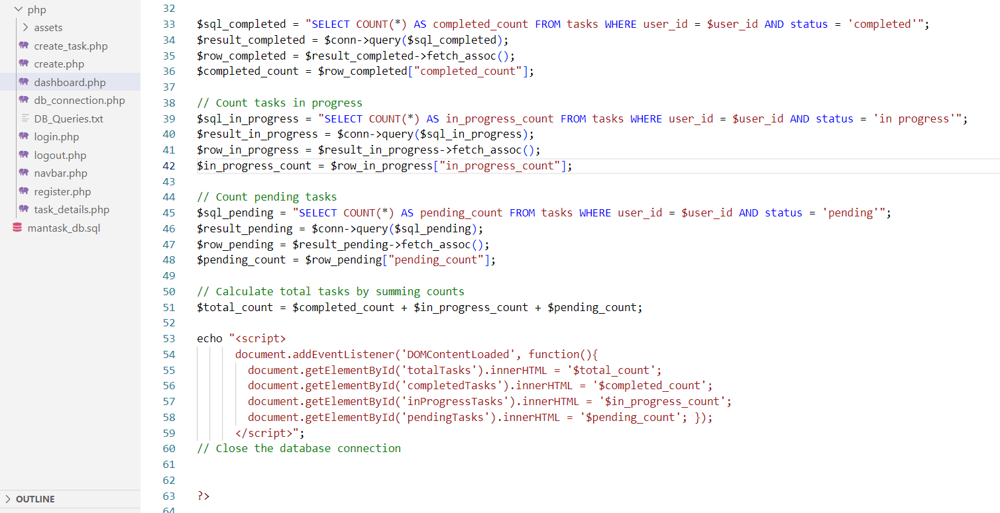 php
assets
create_task.php
create.php
dashboard.php
db_connection.php
DB_Queries.txt
login.php
logout.php
navbar.php
register.php
task_details.php
mantask_db.sql
OUTLINE
32
33 $sql_completed = "SELECT COUNT(*) AS completed_count FROM tasks WHERE user_id = $user_id AND status = 'completed'";
34 $result_completed = $conn->query($sql_completed);
35 $row_completed = $result_completed->fetch_assoc();
36 $completed_count = $row_completed["completed_count"];
37
38 // Count tasks in progress
39 $sql_in_progress = "SELECT COUNT(*) AS in_progress_count FROM tasks WHERE user_id = $user_id AND status = 'in progress'";
40 $result_in_progress = $conn->query($sql_in_progress);
41 $row_in_progress = $result_in_progress->fetch_assoc();
42 $in_progress_count = $row_in_progress["in_progress_count"];
43
44 // Count pending tasks
45 $sql_pending = "SELECT COUNT(*) AS pending_count FROM tasks WHERE user_id = $user_id AND status = 'pending'";
46 $result_pending = $conn->query($sql_pending);
47 $row_pending = $result_pending->fetch_assoc();
48 $pending_count = $row_pending["pending_count"];
49
50 // Calculate total tasks by summing counts
51 $total_count = $completed_count + $in_progress_count + $pending_count;
52
53 echo "<script>
54 document.addEventListener('DOMContentLoaded', function(){
55 document.getElementById('totalTasks').innerHTML = '$total_count';
56 document.getElementById('completedTasks').innerHTML = '$completed_count';
57 document.getElementById('inProgressTasks').innerHTML = '$in_progress_count';
58 document.getElementById('pendingTasks').innerHTML = '$pending_count'; });
59 </script>";
60 // Close the database connection
61
62
63 ?>
64